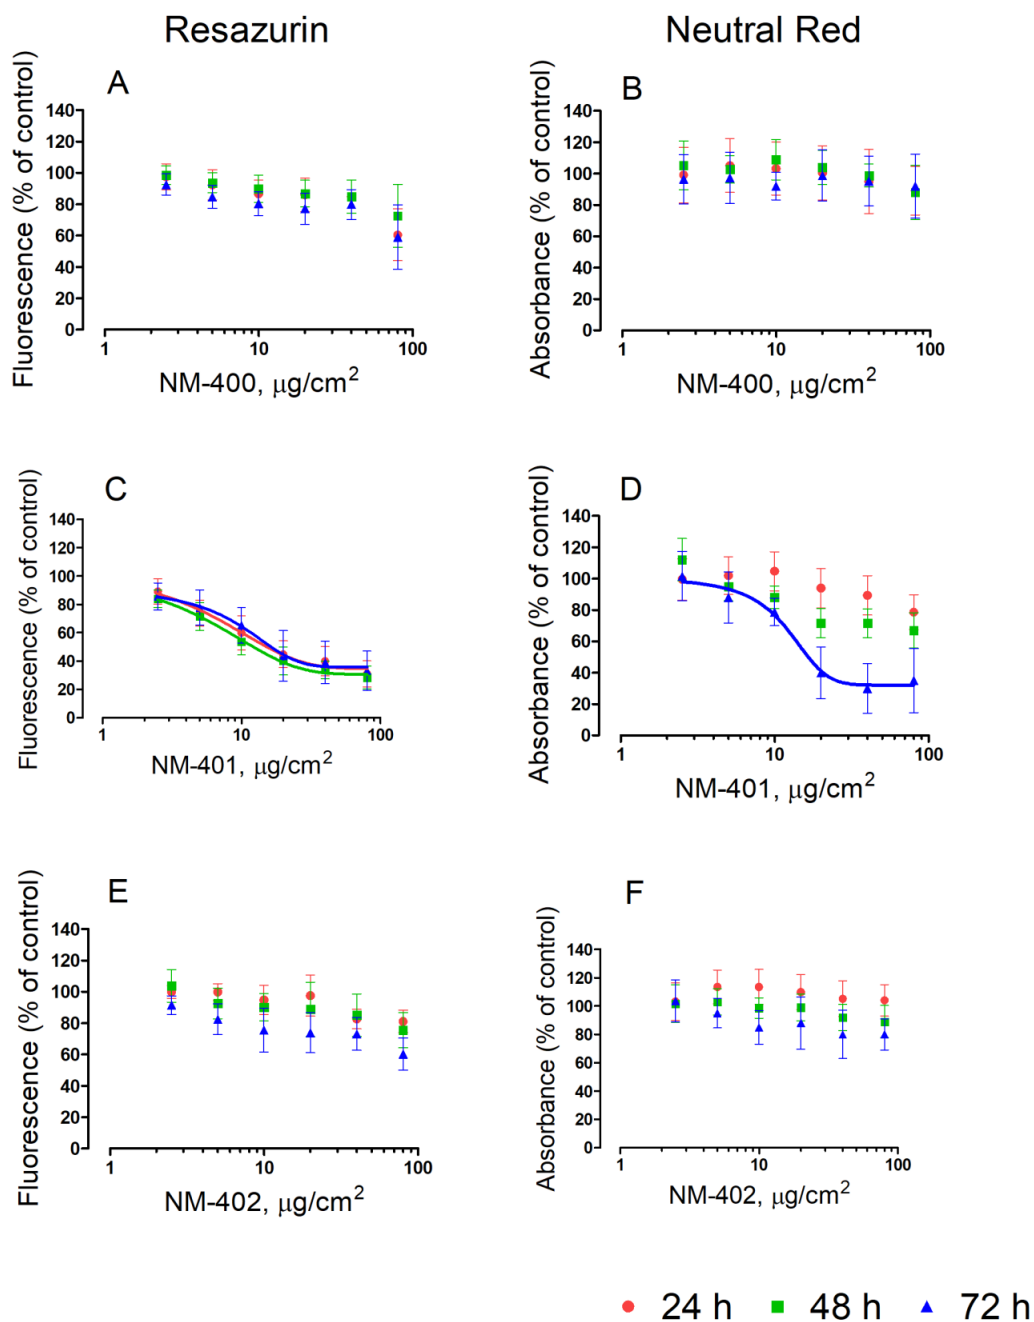 Resazurin
Neutral Red
A
Fluorescence (% of control)
140
120
100
80
60
40
20
0
1
10
100
NM-400, μg/cm²
B
Absorbance (% of control)
140
120
100
80
60
40
20
0
1
10
100
NM-400, μg/cm²
C
Fluorescence (% of control)
140
120
100
80
60
40
20
0
1
10
100
NM-401, μg/cm²
D
Absorbance (% of control)
140
120
100
80
60
40
20
0
1
10
100
NM-401, μg/cm²
E
Fluorescence (% of control)
140
120
100
80
60
40
20
0
1
10
100
NM-402, μg/cm²
F
Absorbance (% of control)
140
120
100
80
60
40
20
0
1
10
100
NM-402, μg/cm²
24 h
48 h
72 h